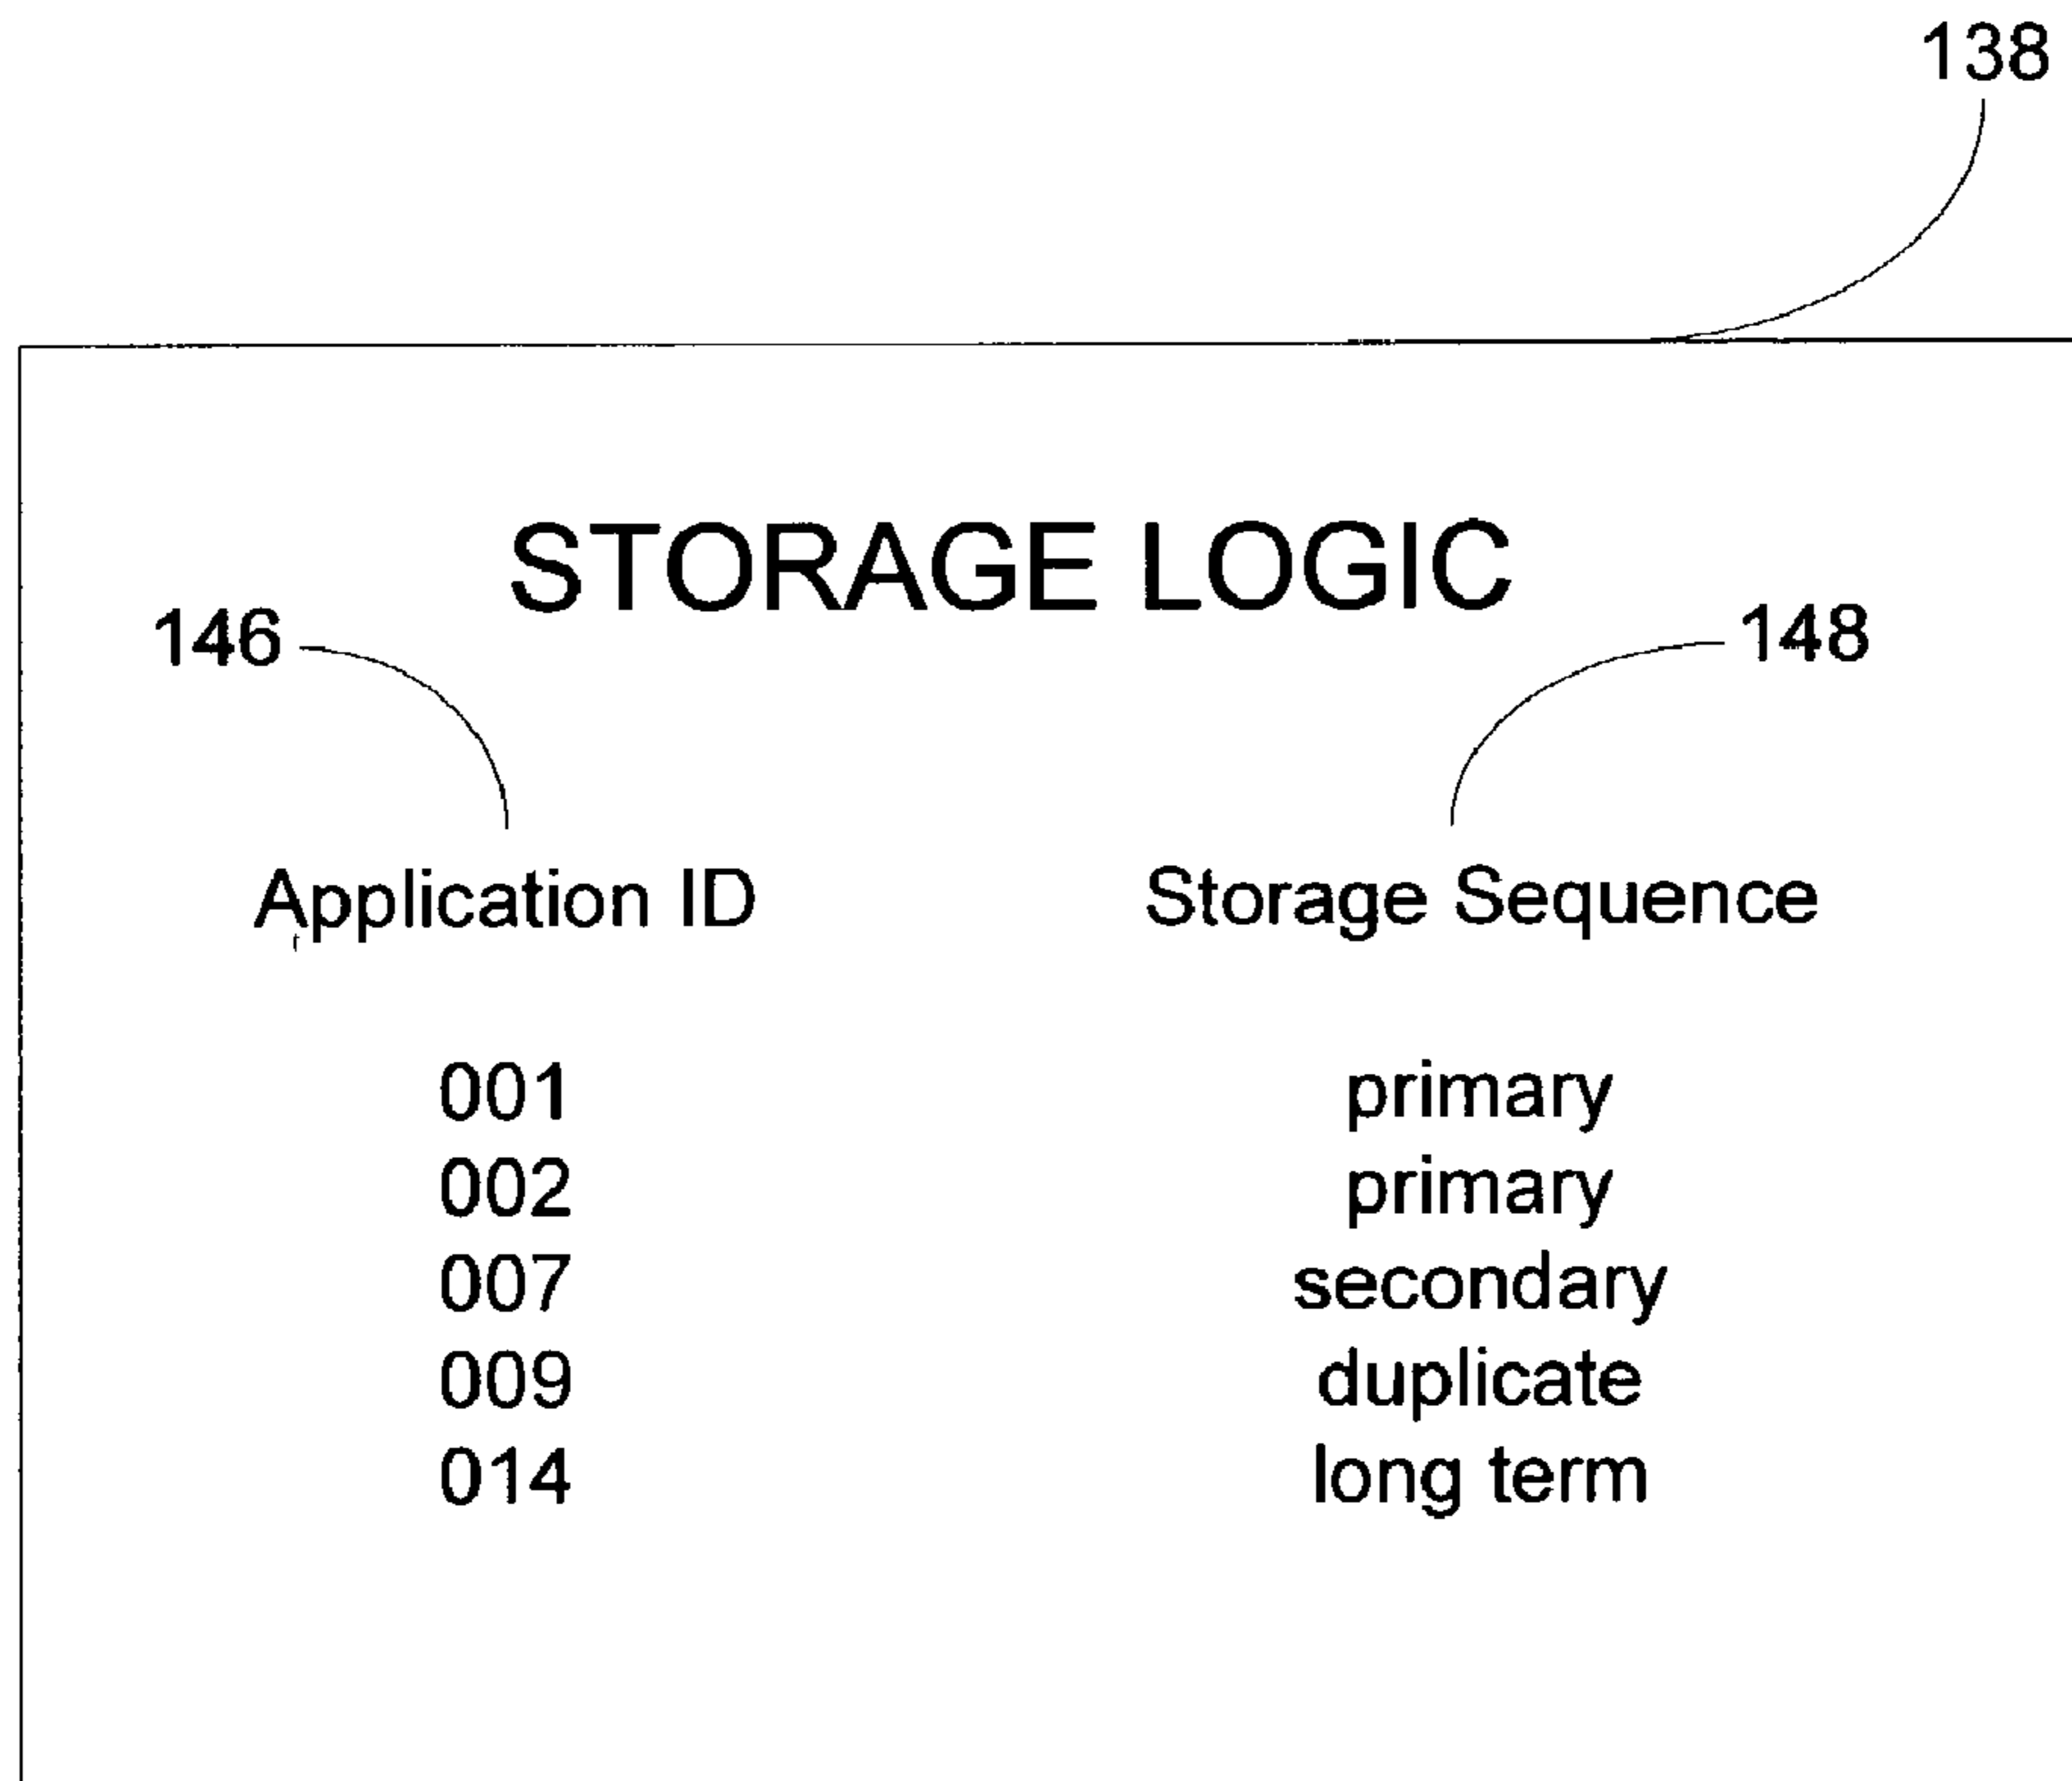 138
STORAGE LOGIC
146 148
Application ID Storage Sequence
001 primary
002 primary
007 secondary
009 duplicate
014 long term